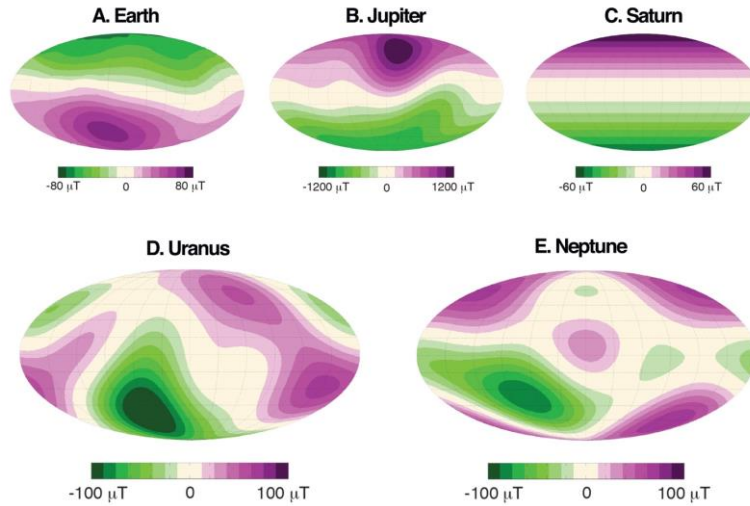 A. Earth
B. Jupiter
C. Saturn
-80 µT 0 80 µT
-1200 µT 0 1200 µT
-60 µT 0 60 µT
D. Uranus
E. Neptune
-100 µT 0 100 µT
-100 µT 0 100 µT